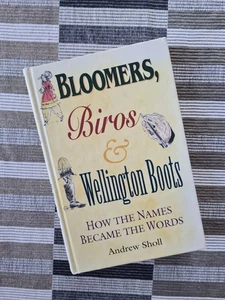 BLOOMERS,
Biros
&
Wellington Boots
HOW THE NAMES
BECAME THE WORDS
Andrew Sholl